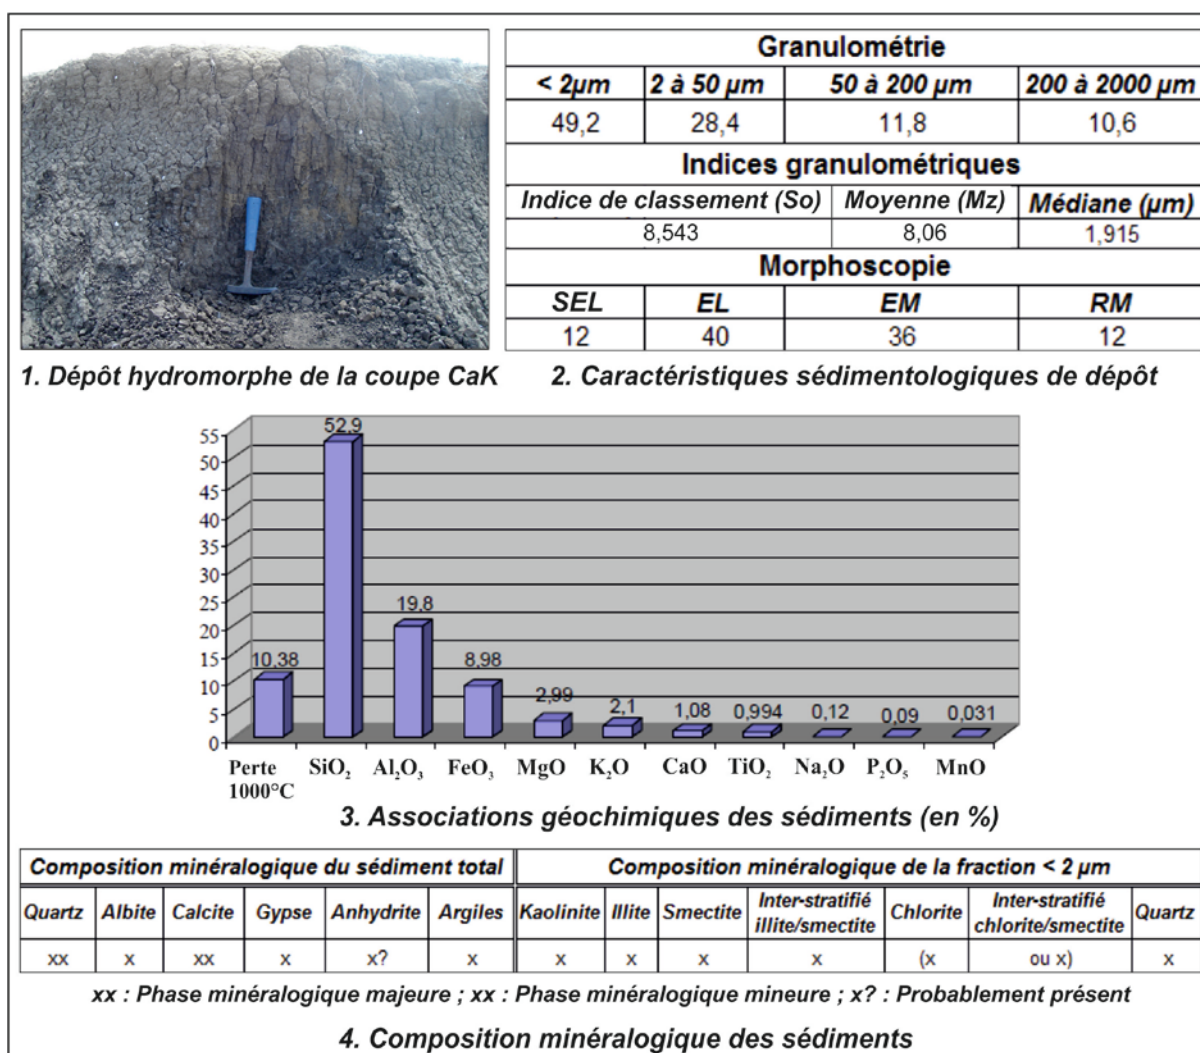 Granulométrie
< 2µm 2 à 50 µm 50 à 200 µm 200 à 2000 µm
49,2 28,4 11,8 10,6
Indices granulométriques
Indice de classement (So) Moyenne (Mz) Médiane (µm)
8,543 8,06 1,915
Morphoscopie
SEL EL EM RM
12 40 36 12
1. Dépôt hydromorphe de la coupe CaK
2. Caractéristiques sédimentologiques de dépôt
55
50
45
40
35
30
25
20
15
10
5
0
10,38 52,9 19,8 8,98 2,99 2,1 1,08 0,994 0,12 0,09 0,031
Perte SiO₂ Al₂O₃ FeO₃ MgO K₂O CaO TiO₂ Na₂O P₂O₅ MnO
1000°C
3. Associations géochimiques des sédiments (en %)
Composition minéralogique du sédiment total Composition minéralogique de la fraction < 2 µm
Quartz Albite Calcite Gypse Anhydrite Argiles Kaolinite Illite Smectite Inter-stratifié illite/smectite Chlorite Inter-stratifié chlorite/smectite Quartz
xx x xx x x? x x x x x (x ou x) x
xx : Phase minéralogique majeure ; xx : Phase minéralogique mineure ; x? : Probablement présent
4. Composition minéralogique des sédiments